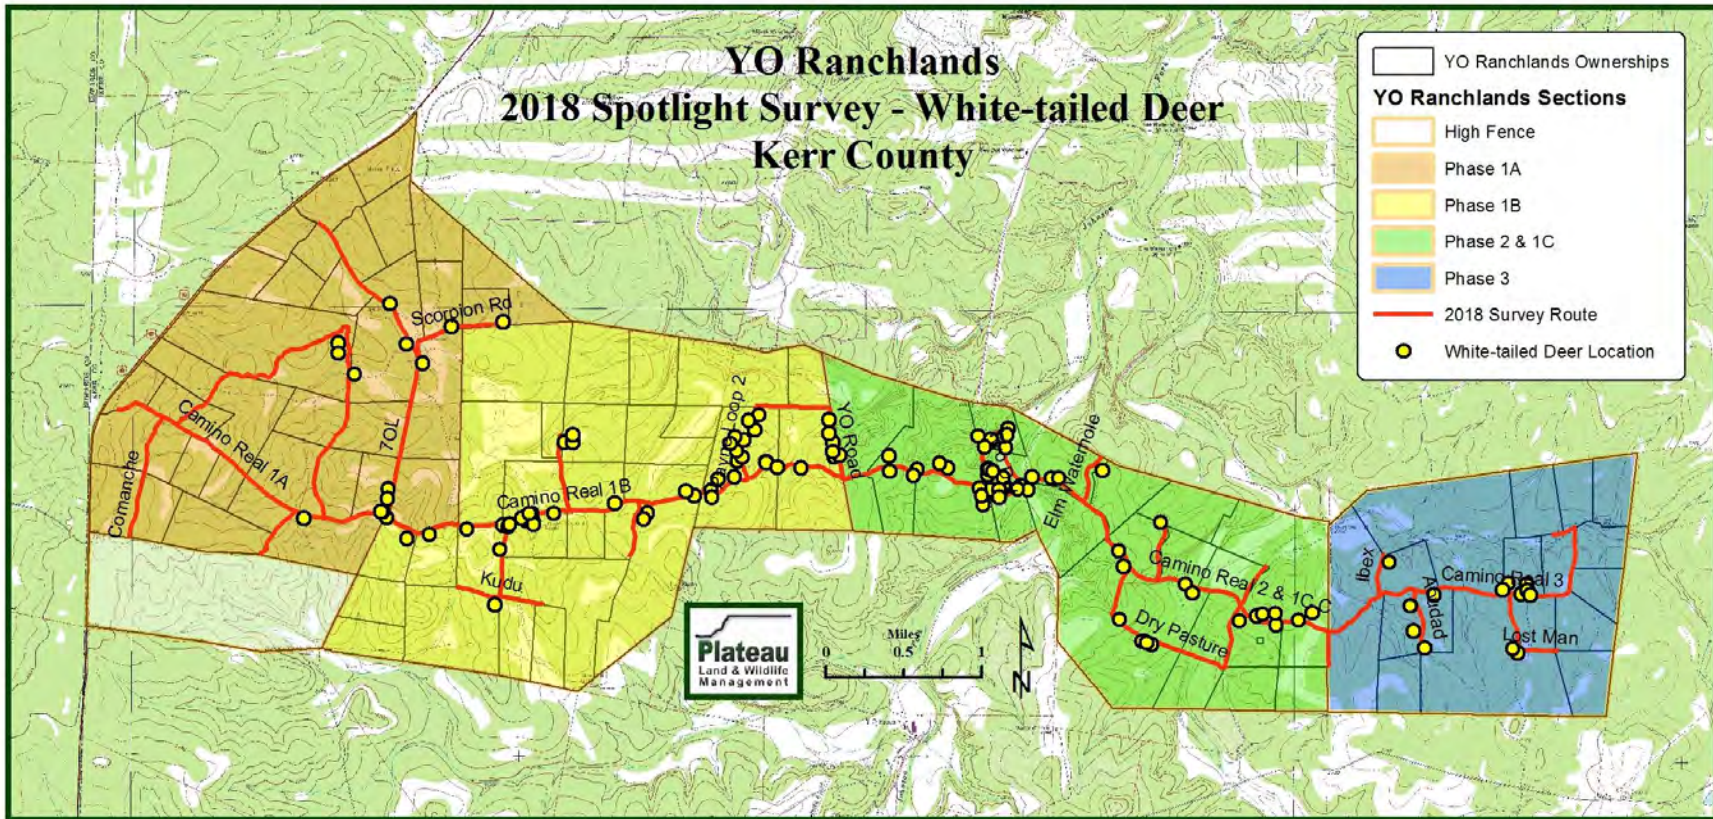 YO Ranchlands
2018 Spotlight Survey - White-tailed Deer
Kerr County
YO Ranchlands Ownerships
YO Ranchlands Sections
High Fence
Phase 1A
Phase 1B
Phase 2 & 1C
Phase 3
2018 Survey Route
White-tailed Deer Location
Scorpion Rd
7OL
Camino Real 1A
Comanche
Camino Real 1B
Kudu
Loop 2
YO Road
Elm Waterhole
Camino Real 2 & 1C
Dry Pasture
Ibex
Aoudad
Camino Real 3
Lost Man
Johnson
Plateau
Land & Wildlife
Management
Miles
0 0.5 1
N